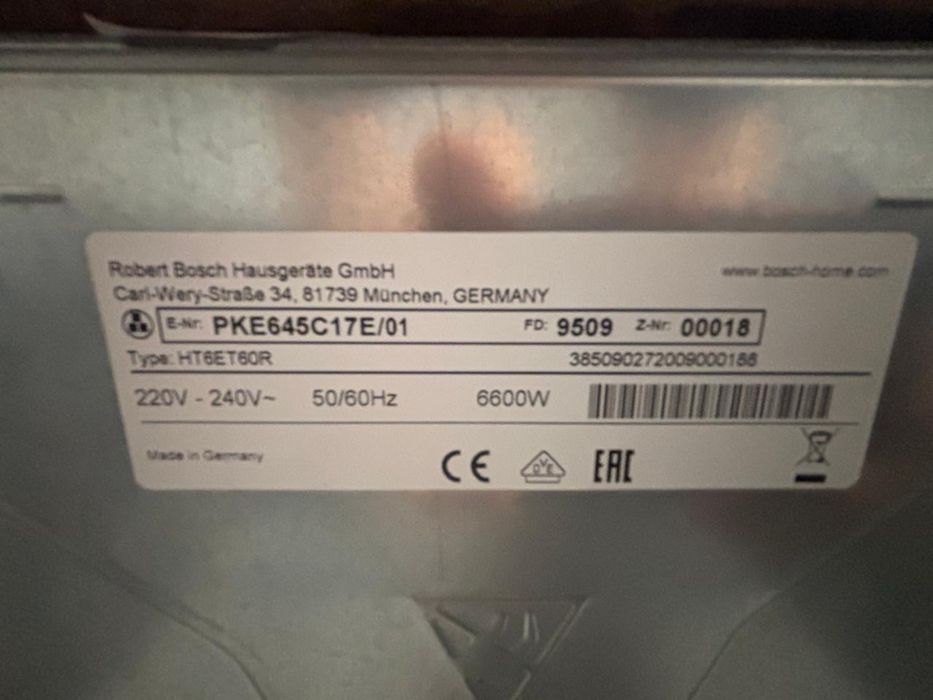 Robert Bosch Hausgeräte GmbH
www.bosch-home.com
Carl-Wery-Straße 34, 81739 München, GERMANY
E-Nr: PKE645C17E/01 FD: 9509 Z-Nr: 00018
Type: HT6ET60R 385090272009000186
220V - 240V~ 50/60Hz 6600W
Made in Germany
CE OVE EAC